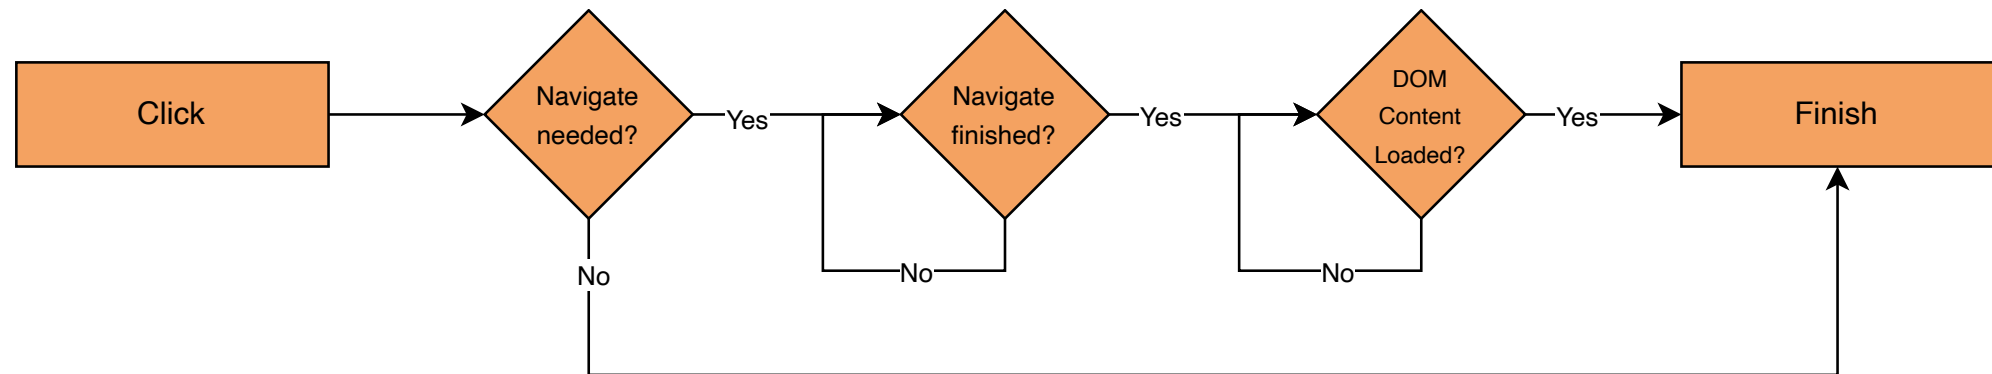 Click
Navigate
needed?
Yes
No
Navigate
finished?
Yes
No
DOM
Content
Loaded?
Yes
No
Finish